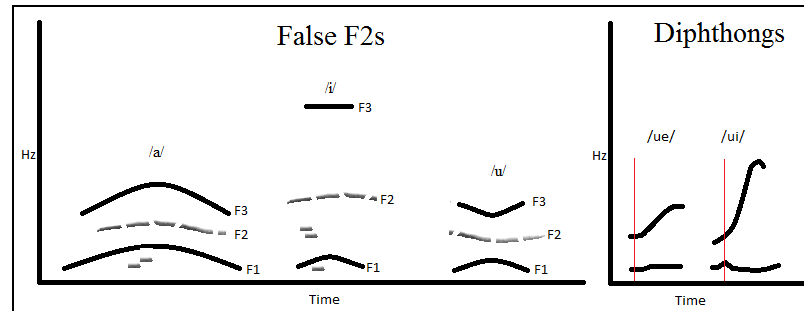 False F2s
/a/
/i/
/u/
F3
F3
F3
F2
F2
F2
F1
F1
F1
Hz
Time
Diphthongs
/ue/
/ui/
Hz
Time